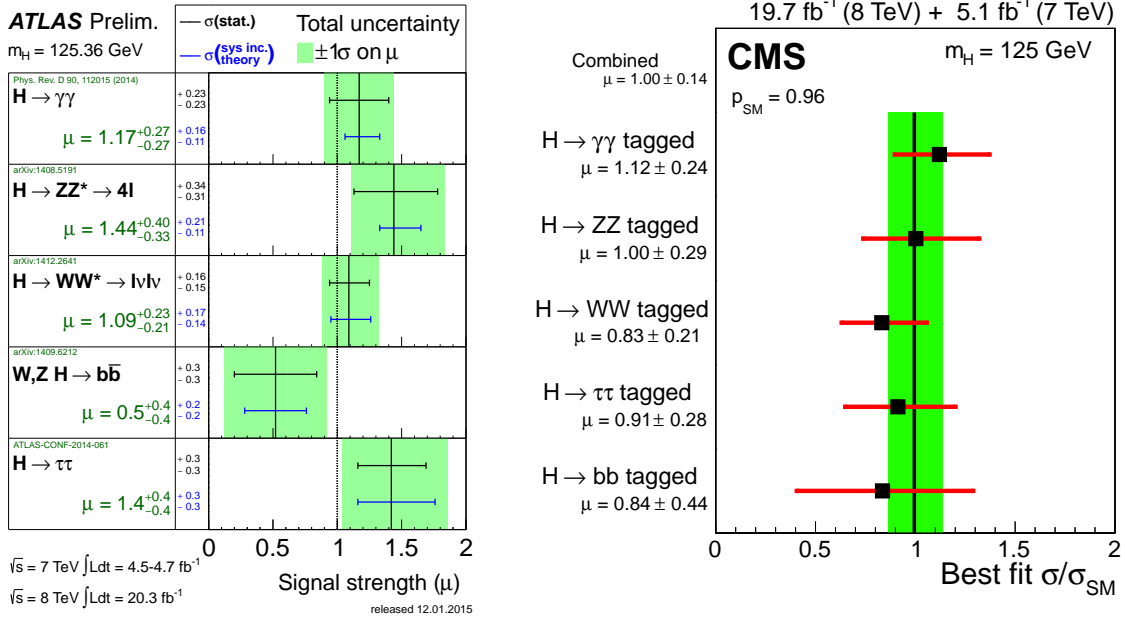 ATLAS Prelim.
m_H = 125.36 GeV
σ(stat.)
σ(sys inc. theory)
Total uncertainty
±1σ on μ
Phys. Rev. D 90, 112015 (2014)
H → γγ
μ = 1.17 +0.27 −0.27
+ 0.23
− 0.23
+ 0.16
− 0.11
arXiv:1408.5191
H → ZZ* → 4l
μ = 1.44 +0.40 −0.33
+ 0.34
− 0.31
+ 0.21
− 0.11
arXiv:1412.2641
H → WW* → lνlν
μ = 1.09 +0.23 −0.21
+ 0.16
− 0.15
+ 0.17
− 0.14
arXiv:1409.6212
W,Z H → bb̅
μ = 0.5 +0.4 −0.4
+ 0.3
− 0.3
+ 0.2
− 0.2
ATLAS-CONF-2014-061
H → ττ
μ = 1.4 +0.4 −0.4
+ 0.3
− 0.3
+ 0.3
− 0.3
0 0.5 1 1.5 2
√s = 7 TeV ∫Ldt = 4.5-4.7 fb⁻¹
√s = 8 TeV ∫Ldt = 20.3 fb⁻¹
Signal strength (μ)
released 12.01.2015
19.7 fb⁻¹ (8 TeV) + 5.1 fb⁻¹ (7 TeV)
Combined
μ = 1.00 ± 0.14
CMS
m_H = 125 GeV
p_SM = 0.96
H → γγ tagged
μ = 1.12 ± 0.24
H → ZZ tagged
μ = 1.00 ± 0.29
H → WW tagged
μ = 0.83 ± 0.21
H → ττ tagged
μ = 0.91 ± 0.28
H → bb tagged
μ = 0.84 ± 0.44
0 0.5 1 1.5 2
Best fit σ/σ_SM